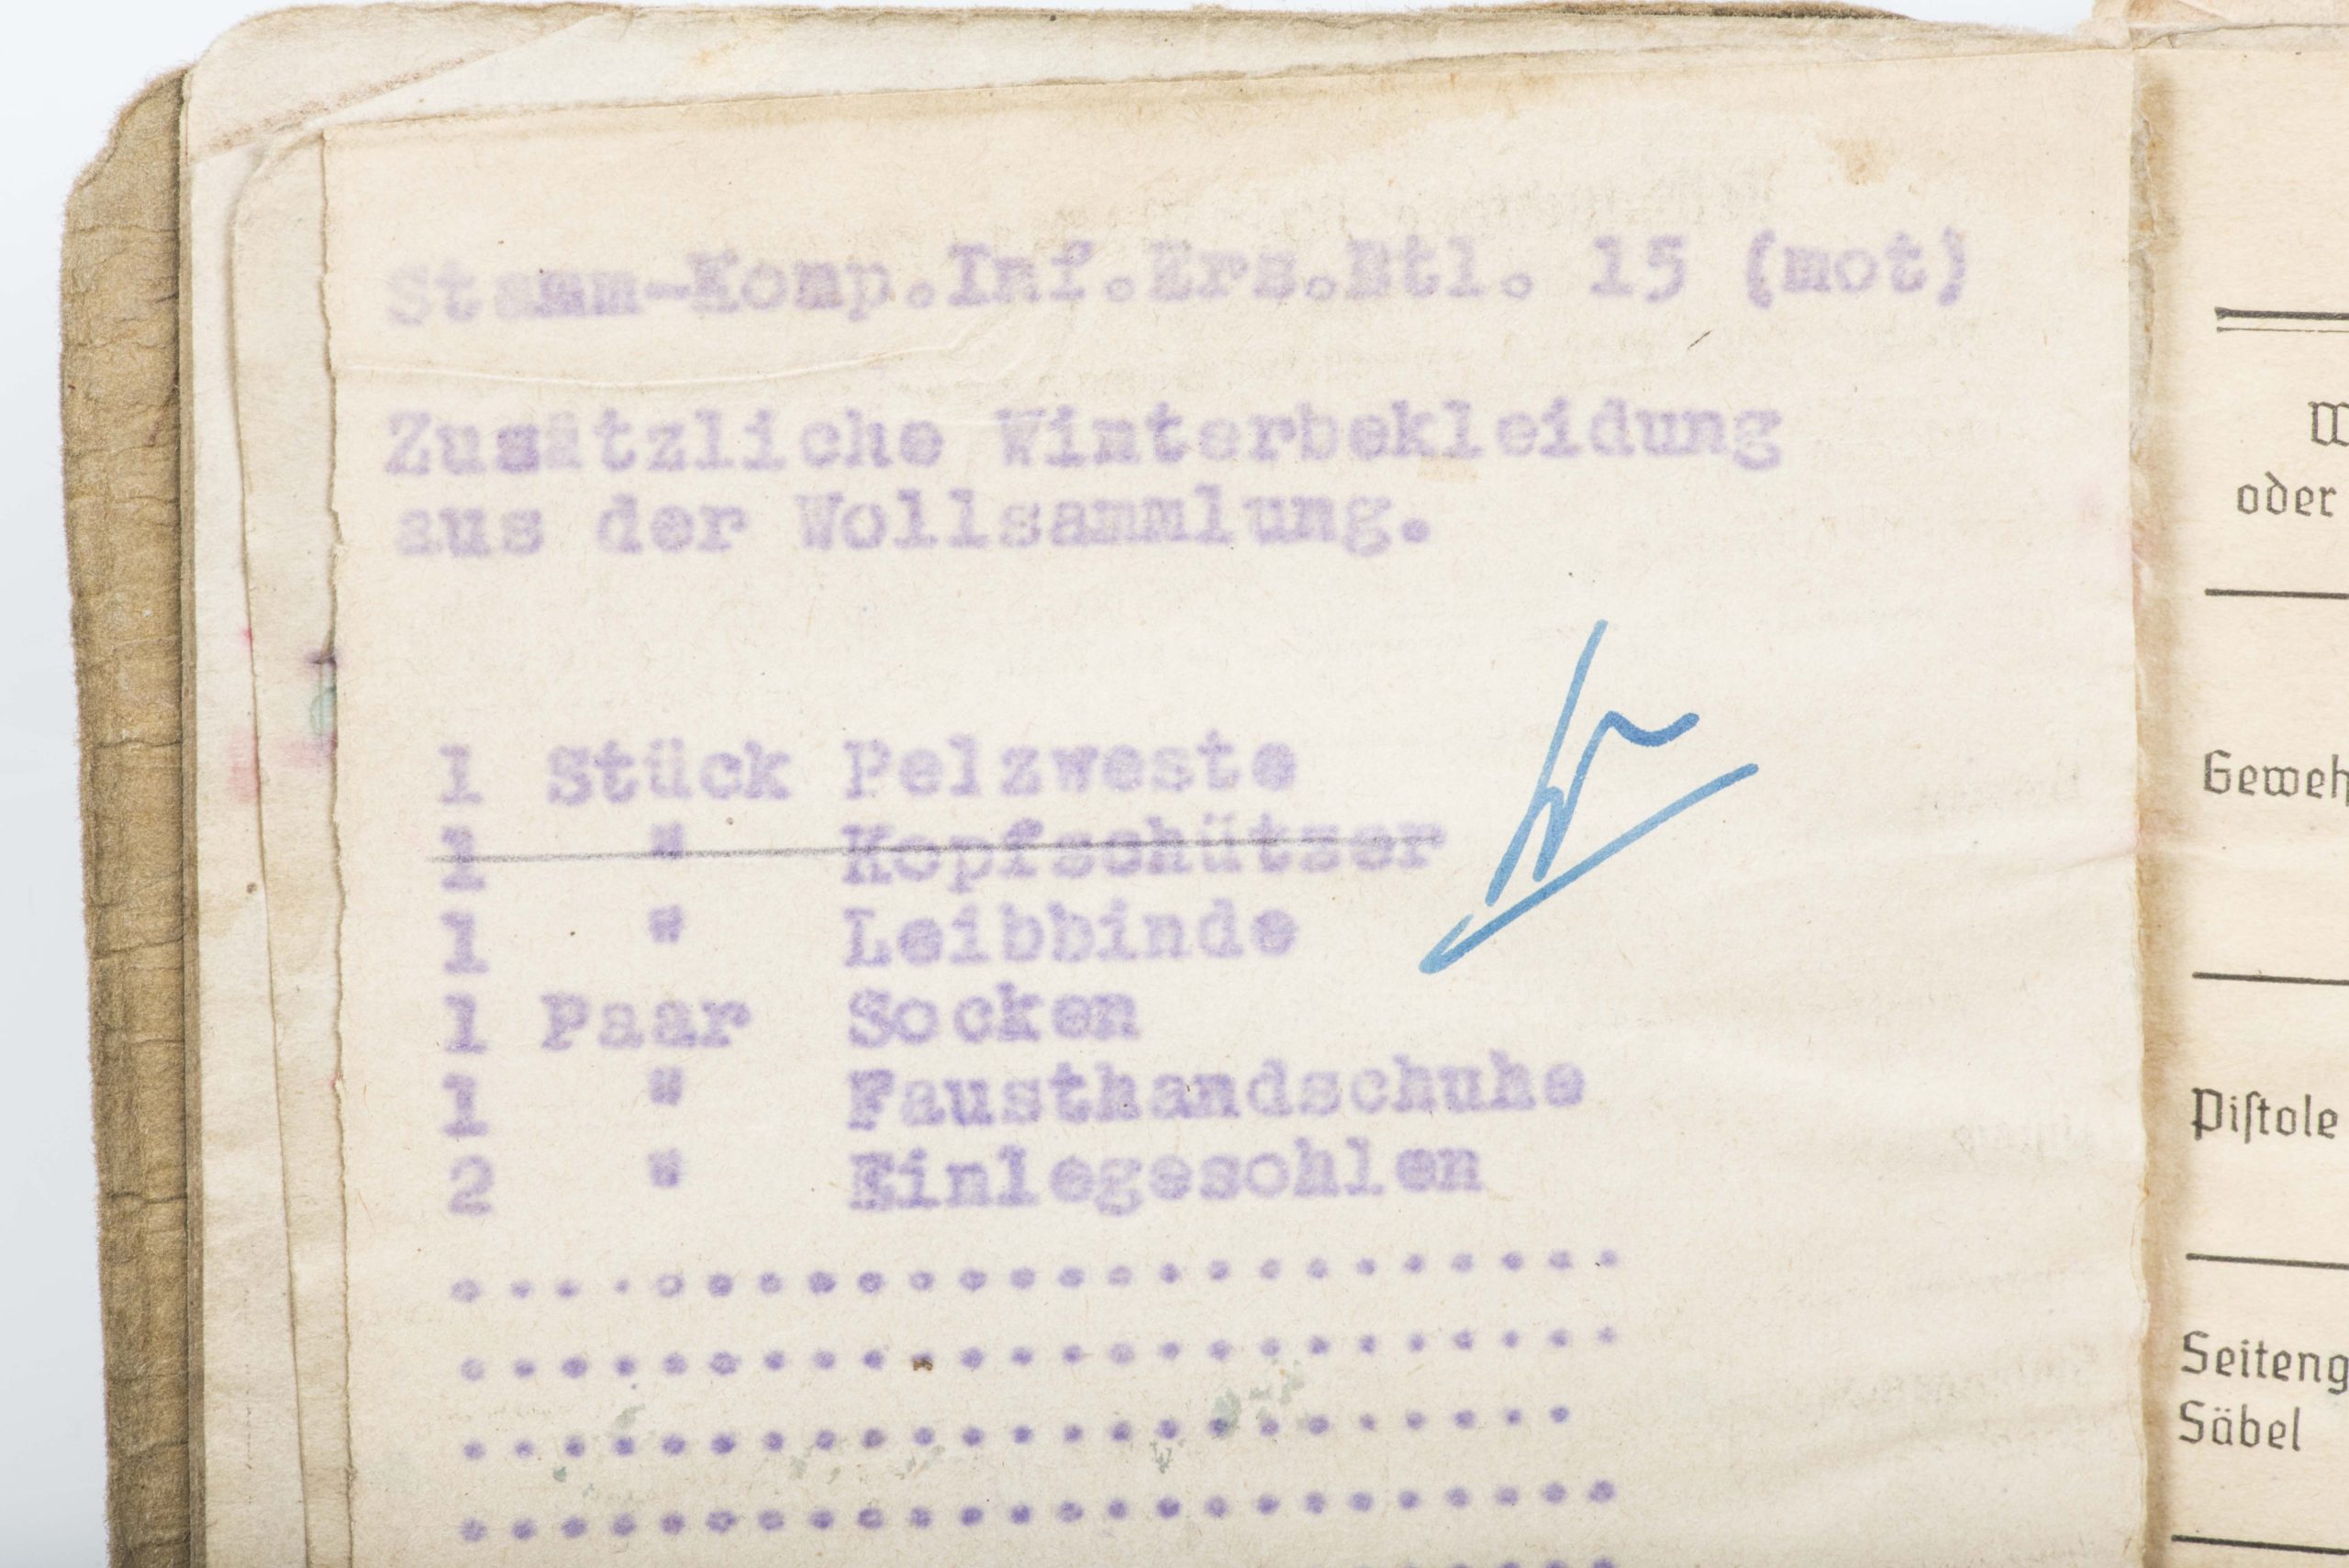 Stamm-Komp.Inf.Ers.Btl. 15 (mot)
Zusätzliche Winterbekleidung
aus der Wollsammlung.
1 Stück Pelzweste
1 " Kopfschützer
1 " Leibbinde
1 Paar Socken
1 " Fausthandschuhe
2 " Einlegesohlen
........................
........................
.......................
........................
oder
Geweh
Pistole
Seiteng
Säbel